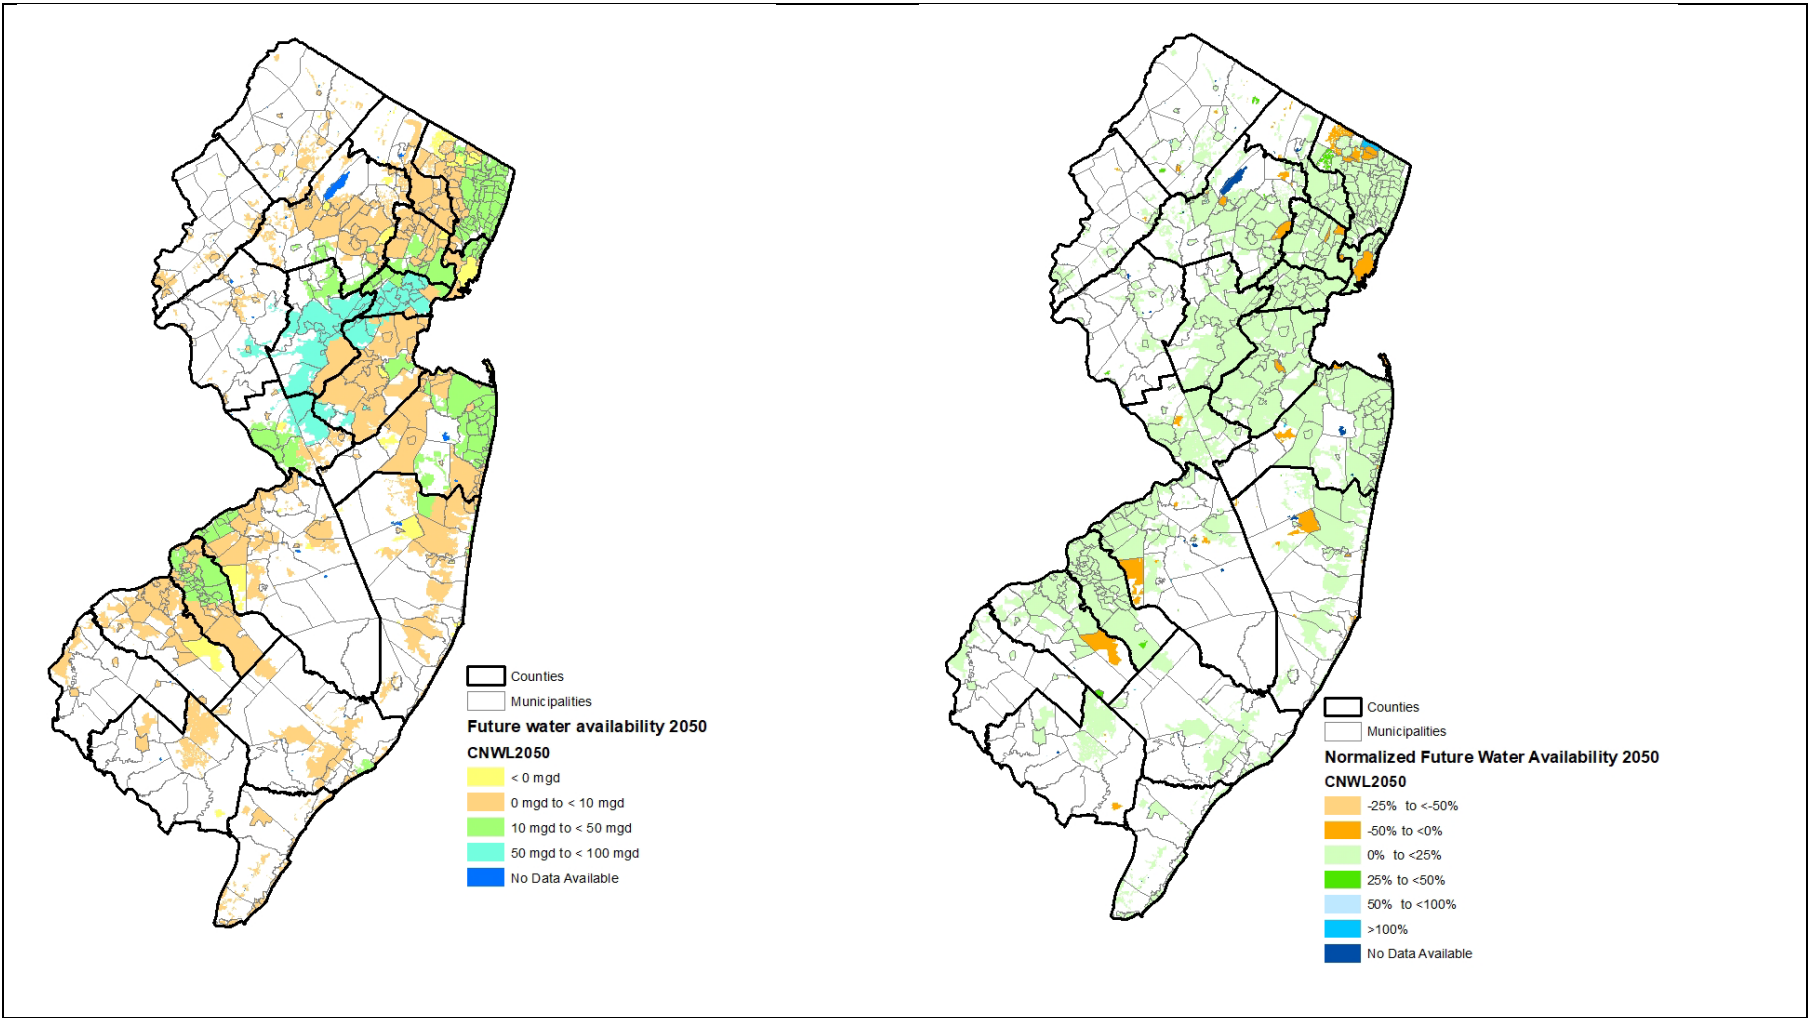 Counties
Municipalities
Future water availability 2050
CNWL2050
< 0 mgd
0 mgd to < 10 mgd
10 mgd to < 50 mgd
50 mgd to < 100 mgd
No Data Available
Counties
Municipalities
Normalized Future Water Availability 2050
CNWL2050
-25% to <-50%
-50% to <0%
0% to <25%
25% to <50%
50% to <100%
>100%
No Data Available